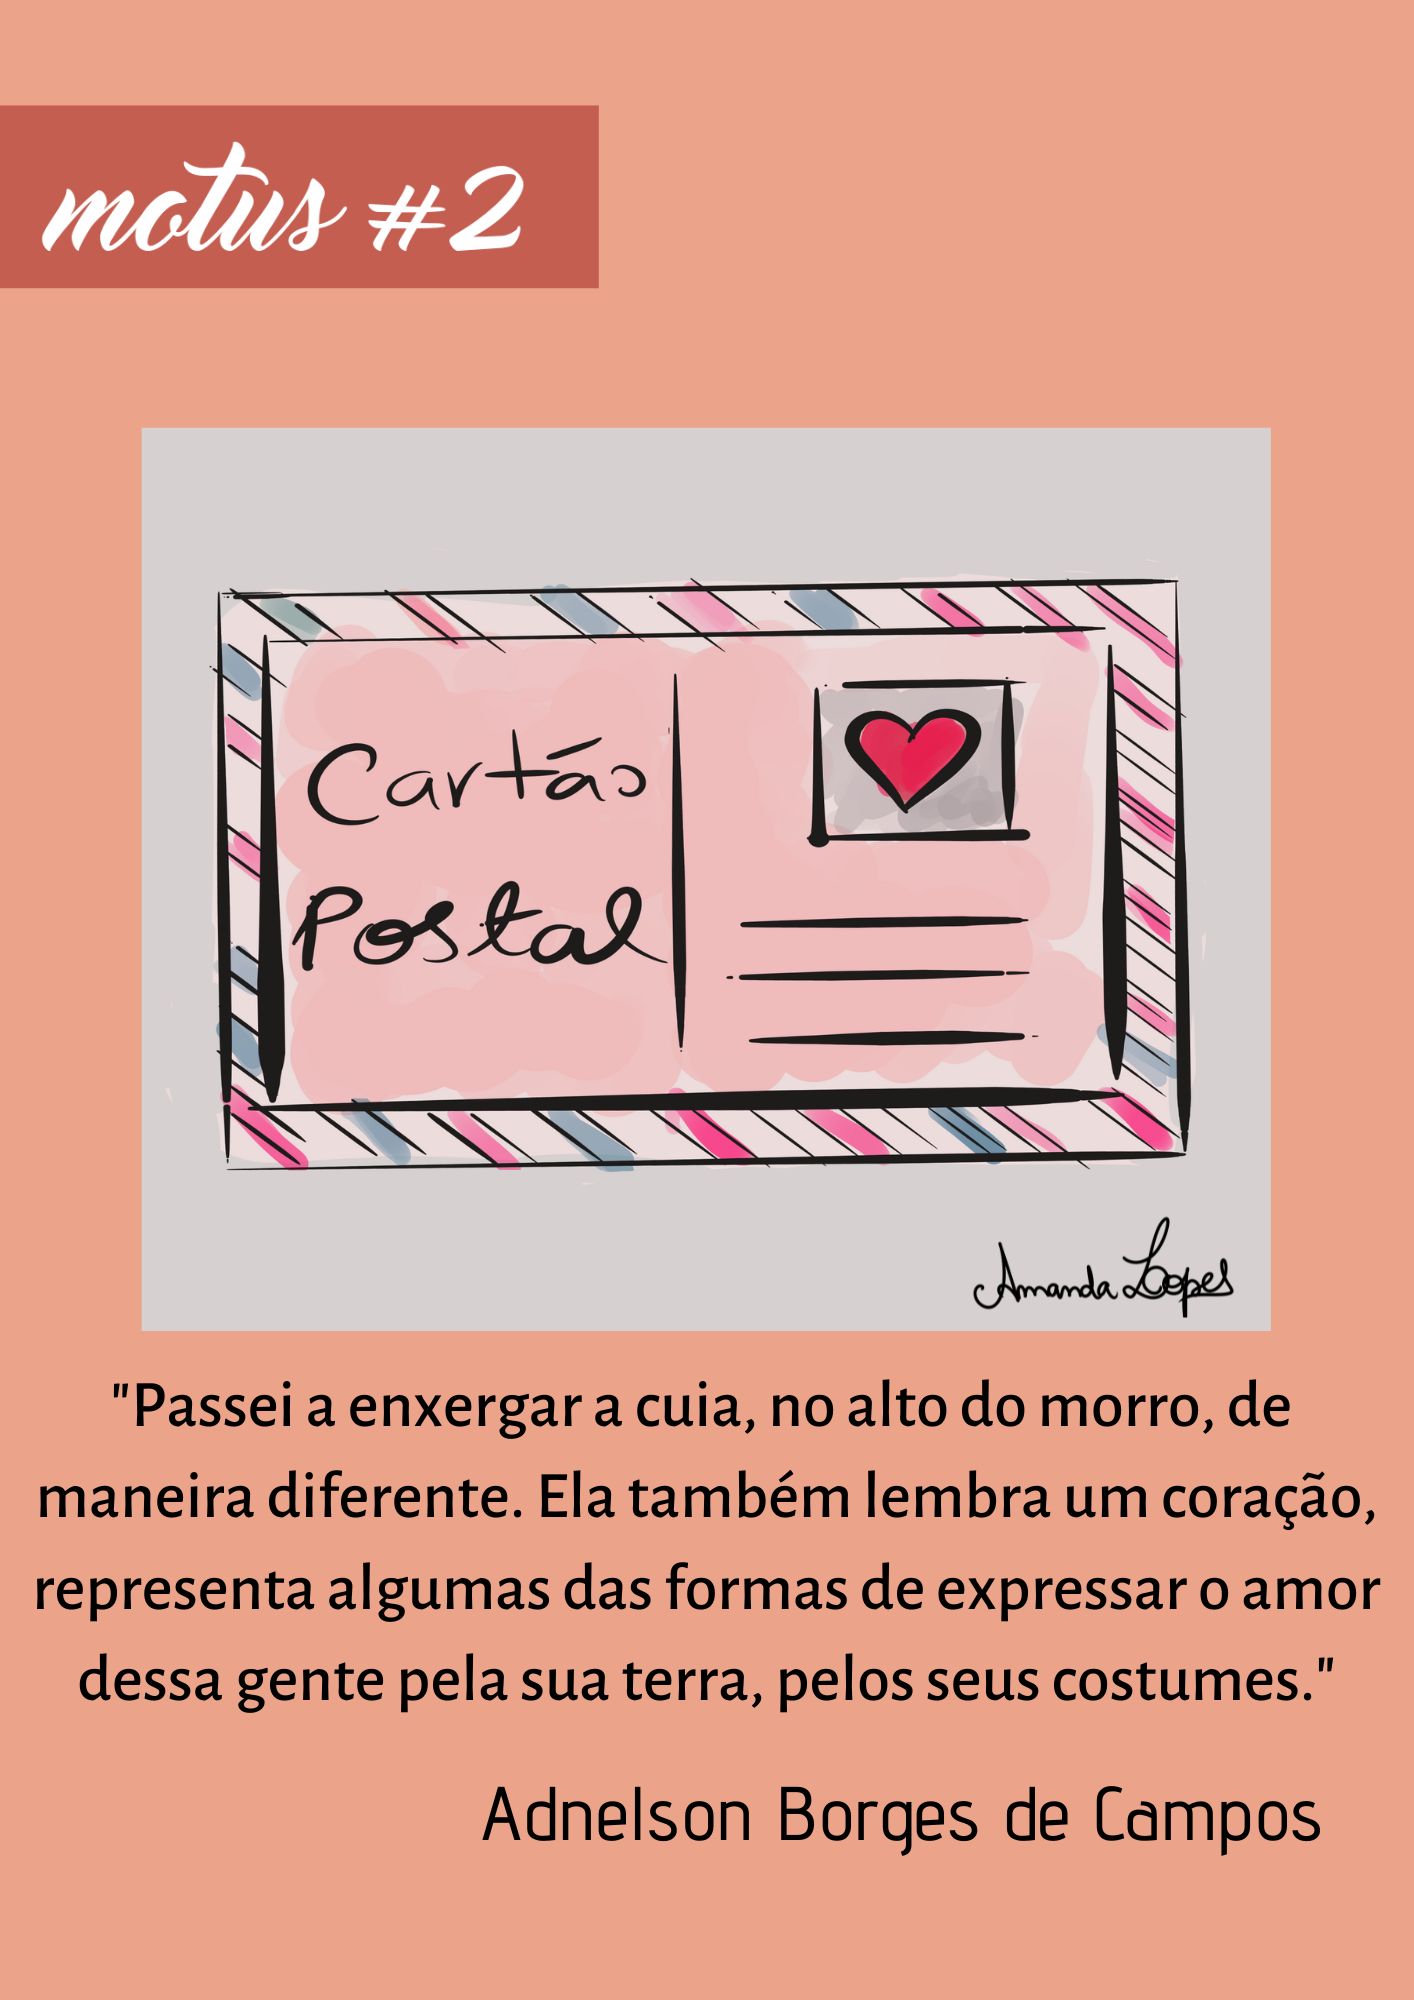 motus #2
Cartão
Postal
Amanda Lopes
"Passei a enxergar a cuia, no alto do morro, de
maneira diferente. Ela também lembra um coração,
representa algumas das formas de expressar o amor
dessa gente pela sua terra, pelos seus costumes."
Adnelson Borges de Campos